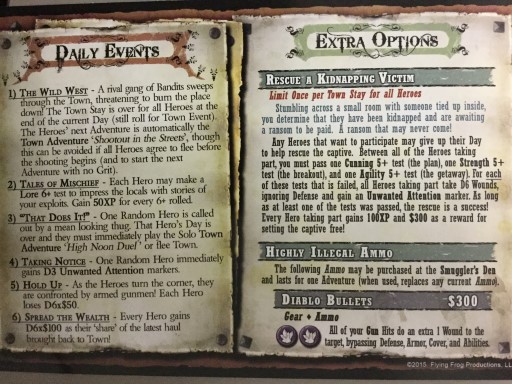 DAILY EVENTS
1) THE WILD WEST - A rival gang of Bandits sweeps
through the Town, threatening to burn the place
down! The Town Stay is over for all Heroes at the
end of the current Day (still roll for Town Event).
The Heroes' next Adventure is automatically the
Town Adventure 'Shootout in the Streets', though
this can be avoided if all Heroes agree to flee before
the shooting begins (and to start the next
Adventure with no Grit).
2) TALES OF MISCHIEF - Each Hero may make a
Lore 6+ test to impress the locals with stories of
your exploits. Gain 50XP for every 6+ rolled.
3) "THAT DOES IT!" - One Random Hero is called
out by a mean looking thug. That Hero's Day is
over and they must immediately play the Solo Town
Adventure 'High Noon Duel' or flee Town.
4) TAKING NOTICE - One Random Hero immediately
gains D3 Unwanted Attention markers.
5) HOLD UP - As the Heroes turn the corner, they
are confronted by armed gunmen! Each Hero
loses D6x$50.
6) SPREAD THE WEALTH - Every Hero gains
D6x$100 as their 'share' of the latest haul
brought back to Town!
EXTRA OPTIONS
RESCUE A KIDNAPPING VICTIM
Limit Once per Town Stay for all Heroes
Stumbling across a small room with someone tied up inside,
you determine that they have been kidnapped and are awaiting
a ransom to be paid. A ransom that may never come!
Any Heroes that want to participate may give up their Day
to help rescue the captive. Between all of the Heroes taking
part, you must pass one Cunning 5+ test (the plan), one Strength 5+
test (the breakout), and one Agility 5+ test (the getaway). For each
of these tests that is failed, all Heroes taking part take D6 Wounds,
ignoring Defense and gain an Unwanted Attention marker. As long
as at least one of the tests was passed, the rescue is a success!
Every Hero taking part gains 100XP and $300 as a reward for
setting the captive free!
HIGHLY ILLEGAL AMMO
The following Ammo may be purchased at the Smuggler's Den
and lasts for one Adventure (when used, replaces any current Ammo).
DIABLO BULLETS $300
Gear + Ammo
All of your Gun Hits do an extra 1 Wound to the
target, bypassing Defense, Armor, Cover, and Abilities.
©2015 Flying Frog Productions, LL